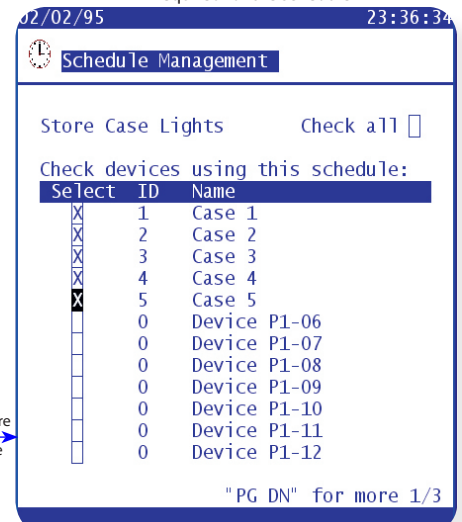 02/02/95 23:36:34
Schedule Management
Store Case Lights Check all
Check devices using this schedule:
Select ID Name
X 1 Case 1
X 2 Case 2
X 3 Case 3
X 4 Case 4
X 5 Case 5
0 Device P1-06
0 Device P1-07
0 Device P1-08
0 Device P1-09
0 Device P1-10
0 Device P1-11
0 Device P1-12
"PG DN" for more 1/3